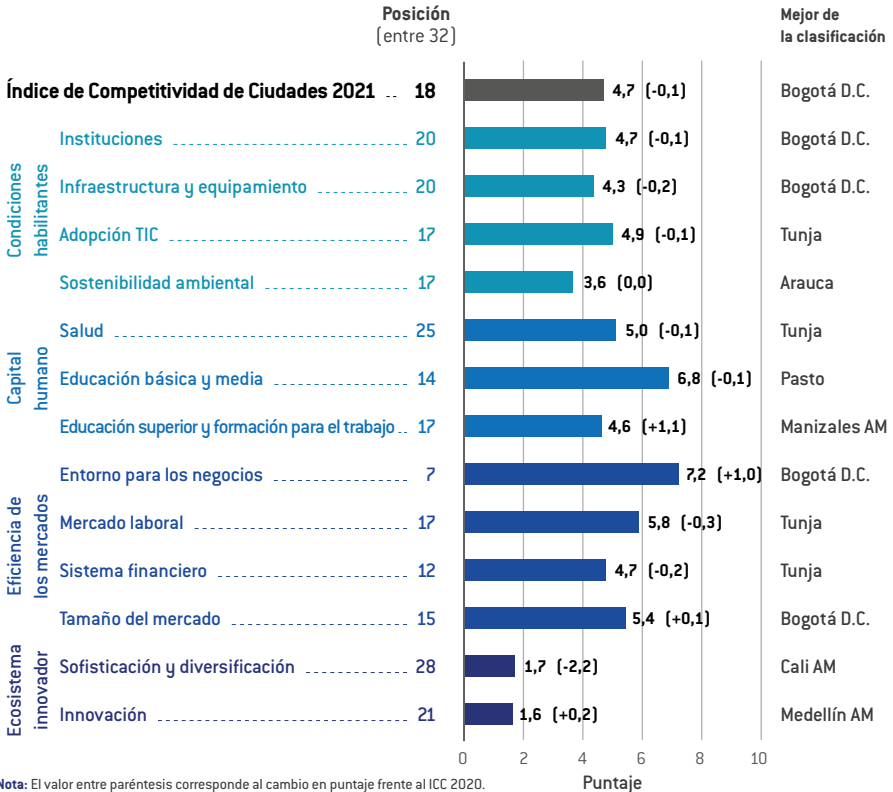 Posición
(entre 32)
Mejor de
la clasificación
Índice de Competitividad de Ciudades 2021 18 4,7 (-0,1) Bogotá D.C.
Condiciones
habilitantes
Instituciones 20 4,7 (-0,1) Bogotá D.C.
Infraestructura y equipamiento 20 4,3 (-0,2) Bogotá D.C.
Adopción TIC 17 4,9 (-0,1) Tunja
Sostenibilidad ambiental 17 3,6 (0,0) Arauca
Capital
humano
Salud 25 5,0 (-0,1) Tunja
Educación básica y media 14 6,8 (-0,1) Pasto
Educación superior y formación para el trabajo 17 4,6 (+1,1) Manizales AM
Eficiencia de
los mercados
Entorno para los negocios 7 7,2 (+1,0) Bogotá D.C.
Mercado laboral 17 5,8 (-0,3) Tunja
Sistema financiero 12 4,7 (-0,2) Tunja
Tamaño del mercado 15 5,4 (+0,1) Bogotá D.C.
Ecosistema
innovador
Sofisticación y diversificación 28 1,7 (-2,2) Cali AM
Innovación 21 1,6 (+0,2) Medellín AM
0 2 4 6 8 10
Puntaje
Nota: El valor entre paréntesis corresponde al cambio en puntaje frente al ICC 2020.